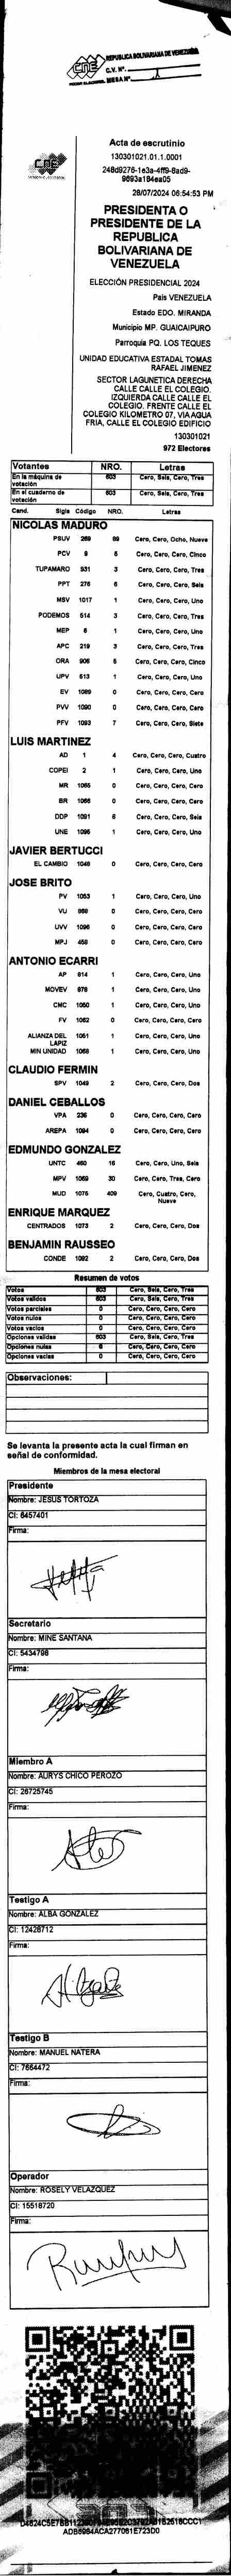 CNE
REPUBLICA BOLIVARIANA DE VENEZUELA
C.V. Nº.
PODER ELECTORAL MESA Nº.
CNE
Acta de escrutinio
130301021.01.1.0001
248d9276-1e3a-4ff9-8ad9-
9693a184ea05
28/07/2024 06:54:53 PM
PRESIDENTA O
PRESIDENTE DE LA
REPUBLICA
BOLIVARIANA DE
VENEZUELA
ELECCIÓN PRESIDENCIAL 2024
País VENEZUELA
Estado EDO. MIRANDA
Municipio MP. GUAICAIPURO
Parroquia PQ. LOS TEQUES
UNIDAD EDUCATIVA ESTADAL TOMAS
RAFAEL JIMENEZ
SECTOR LAGUNETICA DERECHA
CALLE CALLE EL COLEGIO.
IZQUIERDA CALLE CALLE EL
COLEGIO. FRENTE CALLE EL
COLEGIO KILOMETRO 07, VIA AGUA
FRIA, CALLE EL COLEGIO EDIFICIO
130301021
972 Electores
Votantes NRO. Letras
En la máquina de votación 603 Cero, Seis, Cero, Tres
En el cuaderno de votación 603 Cero, Seis, Cero, Tres
Cand. Sigla Código NRO. Letras
NICOLAS MADURO
PSUV 269 89 Cero, Cero, Ocho, Nueve
PCV 9 5 Cero, Cero, Cero, Cinco
TUPAMARO 931 3 Cero, Cero, Cero, Tres
PPT 276 6 Cero, Cero, Cero, Seis
MSV 1017 1 Cero, Cero, Cero, Uno
PODEMOS 514 3 Cero, Cero, Cero, Tres
MEP 6 1 Cero, Cero, Cero, Uno
APC 219 3 Cero, Cero, Cero, Tres
ORA 906 5 Cero, Cero, Cero, Cinco
UPV 613 1 Cero, Cero, Cero, Uno
EV 1089 0 Cero, Cero, Cero, Cero
PVV 1090 0 Cero, Cero, Cero, Cero
PFV 1093 7 Cero, Cero, Cero, Siete
LUIS MARTINEZ
AD 1 4 Cero, Cero, Cero, Cuatro
COPEI 2 1 Cero, Cero, Cero, Uno
MR 1065 0 Cero, Cero, Cero, Cero
BR 1066 0 Cero, Cero, Cero, Cero
DDP 1091 6 Cero, Cero, Cero, Seis
UNE 1095 1 Cero, Cero, Cero, Uno
JAVIER BERTUCCI
EL CAMBIO 1048 0 Cero, Cero, Cero, Cero
JOSE BRITO
PV 1053 1 Cero, Cero, Cero, Uno
VU 868 0 Cero, Cero, Cero, Cero
UVV 1096 0 Cero, Cero, Cero, Cero
MPJ 458 0 Cero, Cero, Cero, Cero
ANTONIO ECARRI
AP 814 1 Cero, Cero, Cero, Uno
MOVEV 878 1 Cero, Cero, Cero, Uno
CMC 1050 1 Cero, Cero, Cero, Uno
FV 1052 0 Cero, Cero, Cero, Cero
ALIANZA DEL LAPIZ 1051 1 Cero, Cero, Cero, Uno
MIN UNIDAD 1058 1 Cero, Cero, Cero, Uno
CLAUDIO FERMIN
SPV 1049 2 Cero, Cero, Cero, Dos
DANIEL CEBALLOS
VPA 236 0 Cero, Cero, Cero, Cero
AREPA 1094 0 Cero, Cero, Cero, Cero
EDMUNDO GONZALEZ
UNTC 460 16 Cero, Cero, Uno, Seis
MPV 1069 30 Cero, Cero, Tres, Cero
MUD 1075 409 Cero, Cuatro, Cero, Nueve
ENRIQUE MARQUEZ
CENTRADOS 1073 2 Cero, Cero, Cero, Dos
BENJAMIN RAUSSEO
CONDE 1092 2 Cero, Cero, Cero, Dos
Resumen de votos
Votos 603 Cero, Seis, Cero, Tres
Votos validos 603 Cero, Seis, Cero, Tres
Votos parciales 0 Cero, Cero, Cero, Cero
Votos nulos 0 Cero, Cero, Cero, Cero
Votos vacios 0 Cero, Cero, Cero, Cero
Opciones validas 603 Cero, Seis, Cero, Tres
Opciones nulas 0 Cero, Cero, Cero, Cero
Opciones vacias 0 Cero, Cero, Cero, Cero
Observaciones:
Se levanta la presente acta la cual firman en
señal de conformidad.
Miembros de la mesa electoral
Presidente
Nombre: JESUS TORTOZA
CI: 6457401
Firma:
Secretario
Nombre: MINE SANTANA
CI: 5434798
Firma:
Miembro A
Nombre: AURYS CHICO PEROZO
CI: 26725745
Firma:
Testigo A
Nombre: ALBA GONZALEZ
CI: 12428712
Firma:
Testigo B
Nombre: MANUEL NATERA
CI: 7664472
Firma:
Operador
Nombre: ROSELY VELAZQUEZ
CI: 15518720
Firma:
ADB6984ACA277081E723D0